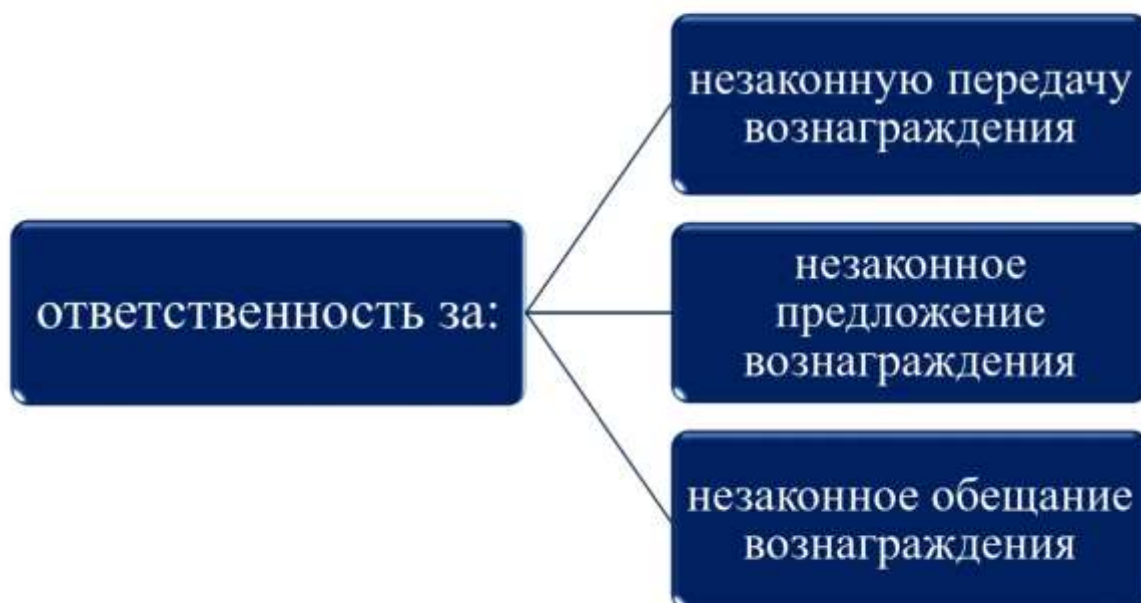 ответственность за:
незаконную передачу
вознаграждения
незаконное
предложение
вознаграждения
незаконное обещание
вознаграждения